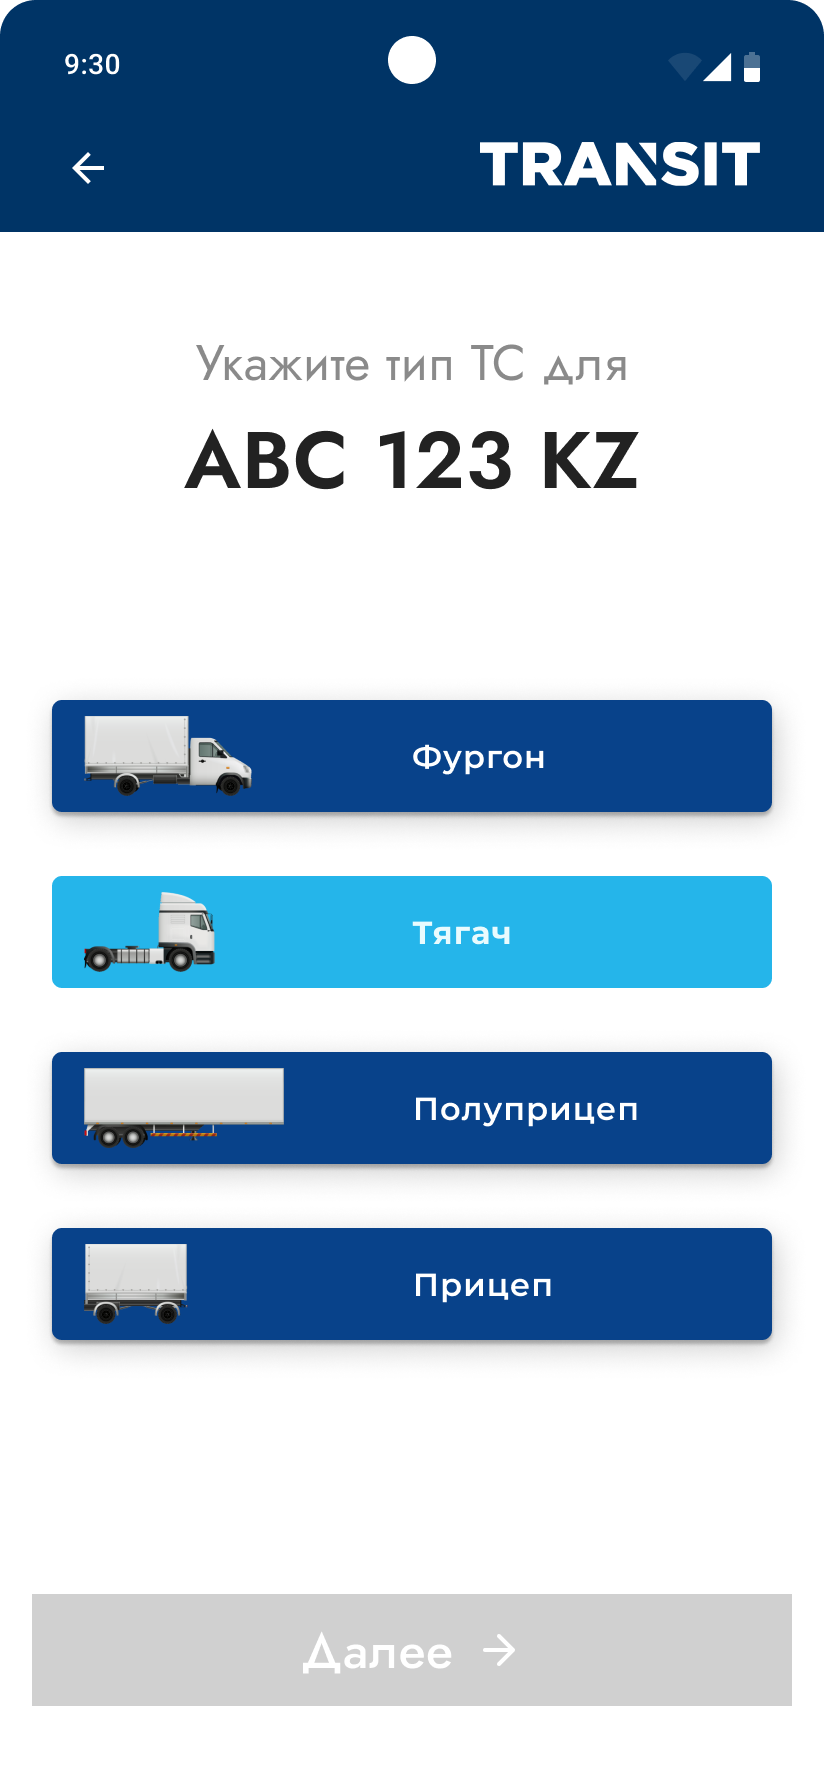 9:30
TRANSIT
Укажите тип ТС для
ABC 123 KZ
Фургон
Тягач
Полуприцеп
Прицеп
Далее →